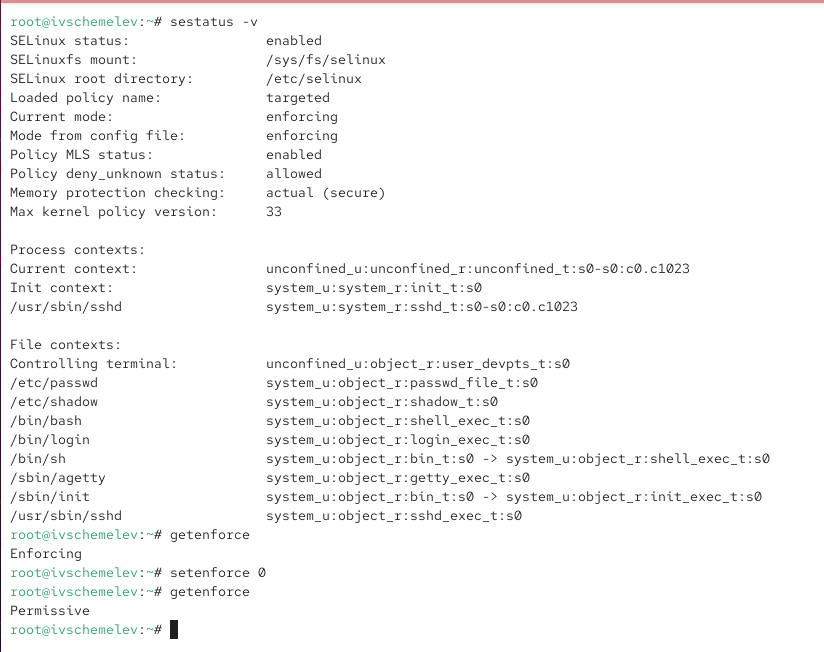 root@ivschemelev:~# sestatus -v
SELinux status:                 enabled
SELinuxfs mount:                /sys/fs/selinux
SELinux root directory:         /etc/selinux
Loaded policy name:             targeted
Current mode:                   enforcing
Mode from config file:          enforcing
Policy MLS status:              enabled
Policy deny_unknown status:     allowed
Memory protection checking:     actual (secure)
Max kernel policy version:      33

Process contexts:
Current context:                unconfined_u:unconfined_r:unconfined_t:s0-s0:c0.c1023
Init context:                   system_u:system_r:init_t:s0
/usr/sbin/sshd                  system_u:system_r:sshd_t:s0-s0:c0.c1023

File contexts:
Controlling terminal:           unconfined_u:object_r:user_devpts_t:s0
/etc/passwd                     system_u:object_r:passwd_file_t:s0
/etc/shadow                     system_u:object_r:shadow_t:s0
/bin/bash                       system_u:object_r:shell_exec_t:s0
/bin/login                      system_u:object_r:login_exec_t:s0
/bin/sh                         system_u:object_r:bin_t:s0 -> system_u:object_r:shell_exec_t:s0
/sbin/agetty                    system_u:object_r:getty_exec_t:s0
/sbin/init                      system_u:object_r:bin_t:s0 -> system_u:object_r:init_exec_t:s0
/usr/sbin/sshd                  system_u:object_r:sshd_exec_t:s0
root@ivschemelev:~# getenforce
Enforcing
root@ivschemelev:~# setenforce 0
root@ivschemelev:~# getenforce
Permissive
root@ivschemelev:~#